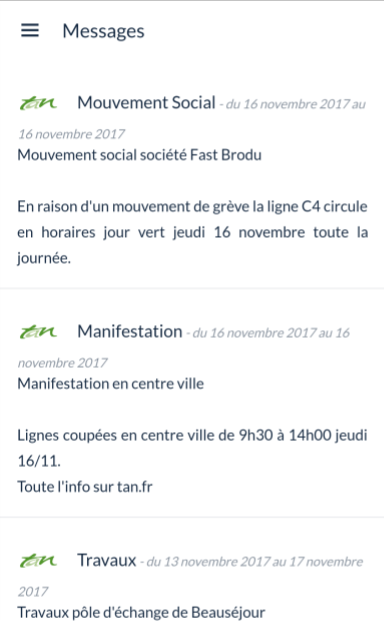 Messages
tan Mouvement Social - du 16 novembre 2017 au
16 novembre 2017
Mouvement social société Fast Brodu
En raison d'un mouvement de grève la ligne C4 circule
en horaires jour vert jeudi 16 novembre toute la
journée.
tan Manifestation - du 16 novembre 2017 au 16
novembre 2017
Manifestation en centre ville
Lignes coupées en centre ville de 9h30 à 14h00 jeudi
16/11.
Toute l'info sur tan.fr
tan Travaux - du 13 novembre 2017 au 17 novembre
2017
Travaux pôle d'échange de Beauséjour